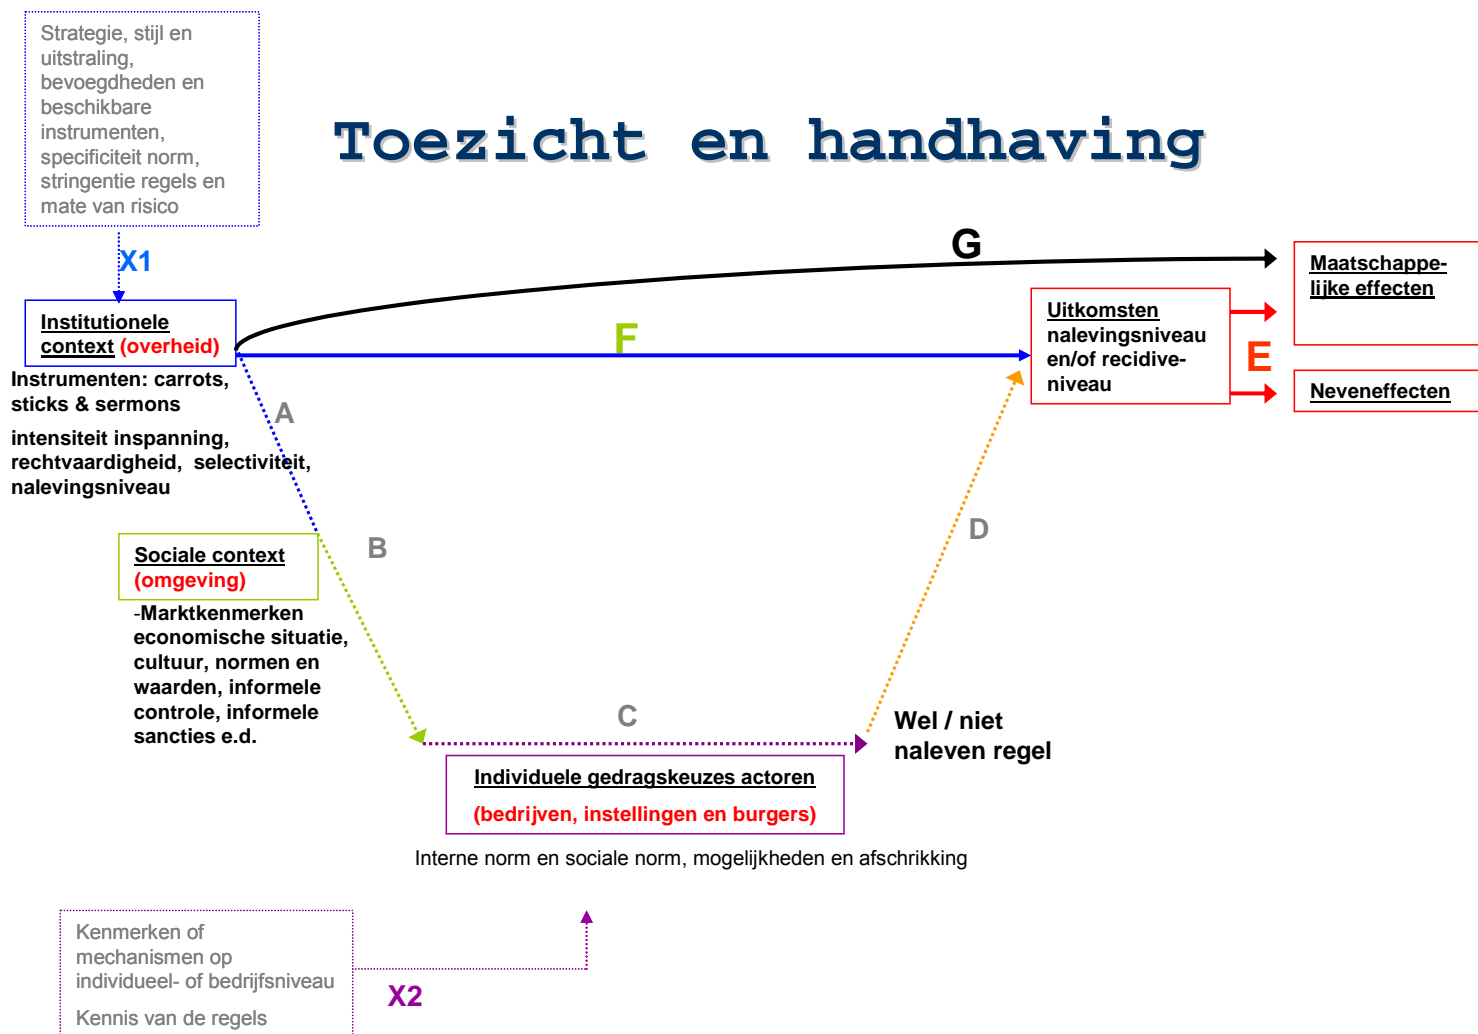 Strategie, stijl en
uitstraling,
bevoegdheden en
beschikbare
instrumenten,
specificiteit norm,
stringentie regels en
mate van risico
Toezicht en handhaving
X1
G
Maatschappe-
lijke effecten
Institutionele
context (overheid)
F
Uitkomsten
nalevingsniveau
en/of recidive-
niveau
E
Neveneffecten
Instrumenten: carrots,
sticks & sermons
A
intensiteit inspanning,
rechtvaardigheid, selectiviteit,
nalevingsniveau
B
D
Sociale context
(omgeving)
-Marktkenmerken
economische situatie,
cultuur, normen en
waarden, informele
controle, informele
sancties e.d.
C
Wel / niet
naleven regel
Individuele gedragskeuzes actoren
(bedrijven, instellingen en burgers)
Interne norm en sociale norm, mogelijkheden en afschrikking
Kenmerken of
mechanismen op
individueel- of bedrijfsniveau
Kennis van de regels
X2